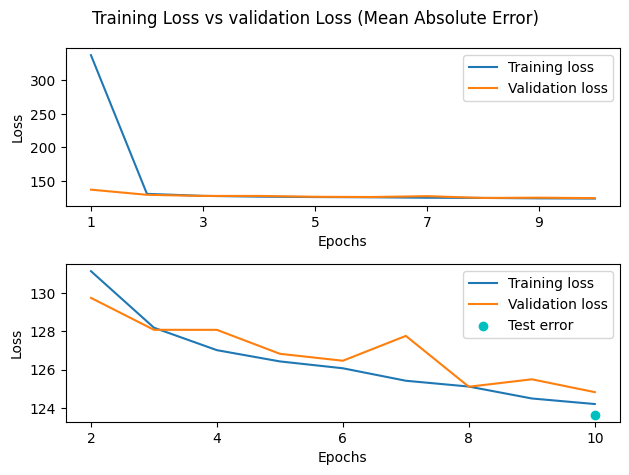 Training Loss vs validation Loss (Mean Absolute Error)
300
250
200
150
Loss
Training loss
Validation loss
1 3 5 7 9
Epochs
130
128
126
124
Loss
Training loss
Validation loss
Test error
2 4 6 8 10
Epochs